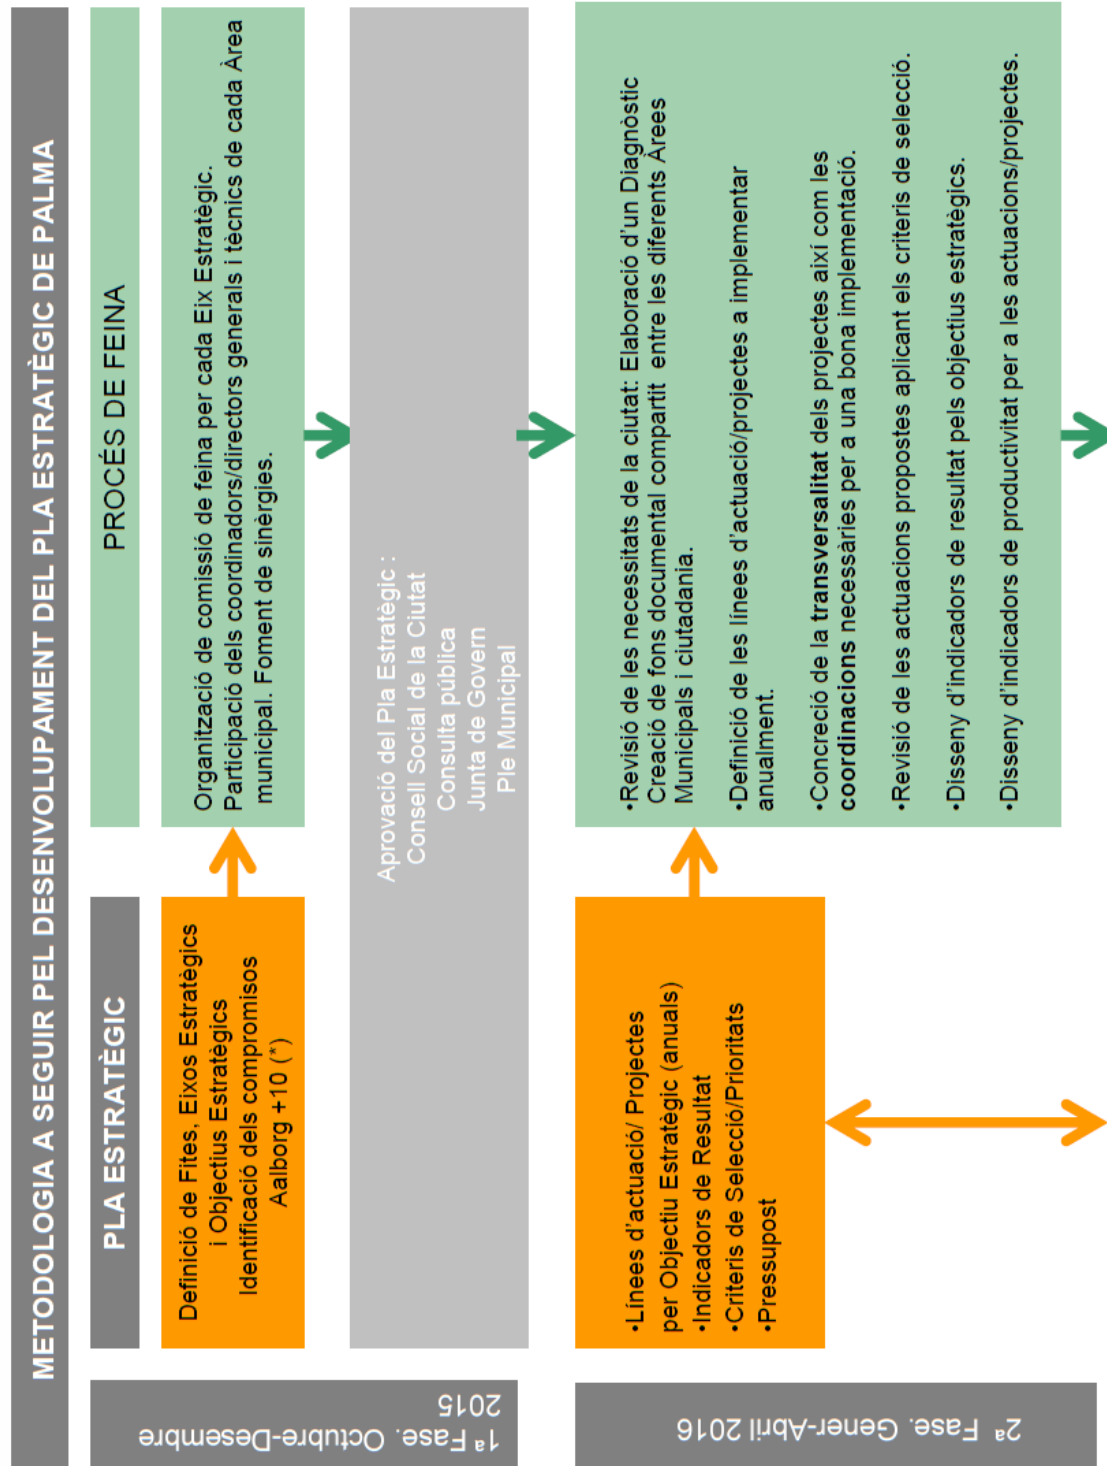 METODOLOGIA A SEGUIR PEL DESENVOLUPAMENT DEL PLA ESTRATÈGIC DE PALMA
PLA ESTRATÈGIC
PROCÉS DE FEINA
1ª Fase. Octubre-Desembre
2015
Definició de Fites, Eixos Estratègics
i Objectius Estratègics
Identificació dels compromisos
Aalborg +10 (*)
Organització de comissió de feina per cada Eix Estratègic.
Participació dels coordinadors/directors generals i tècnics de cada Àrea
municipal. Foment de sinèrgies.
Aprovació del Pla Estratègic :
Consell Social de la Ciutat
Consulta pública
Junta de Govern
Ple Municipal
2ª Fase. Gener-Abril 2016
•Línees d'actuació/ Projectes
per Objectiu Estratègic (anuals)
•Indicadors de Resultat
•Criteris de Selecció/Prioritats
•Pressupost
•Revisió de les necessitats de la ciutat: Elaboració d'un Diagnòstic
Creació de fons documental compartit entre les diferents Àrees
Municipals i ciutadania.
•Definició de les línees d'actuació/projectes a implementar
anualment.
•Concreció de la transversalitat dels projectes així com les
coordinacions necessàries per a una bona implementació.
•Revisió de les actuacions propostes aplicant els criteris de selecció.
•Disseny d'indicadors de resultat pels objectius estratègics.
•Disseny d'indicadors de productivitat per a les actuacions/projectes.